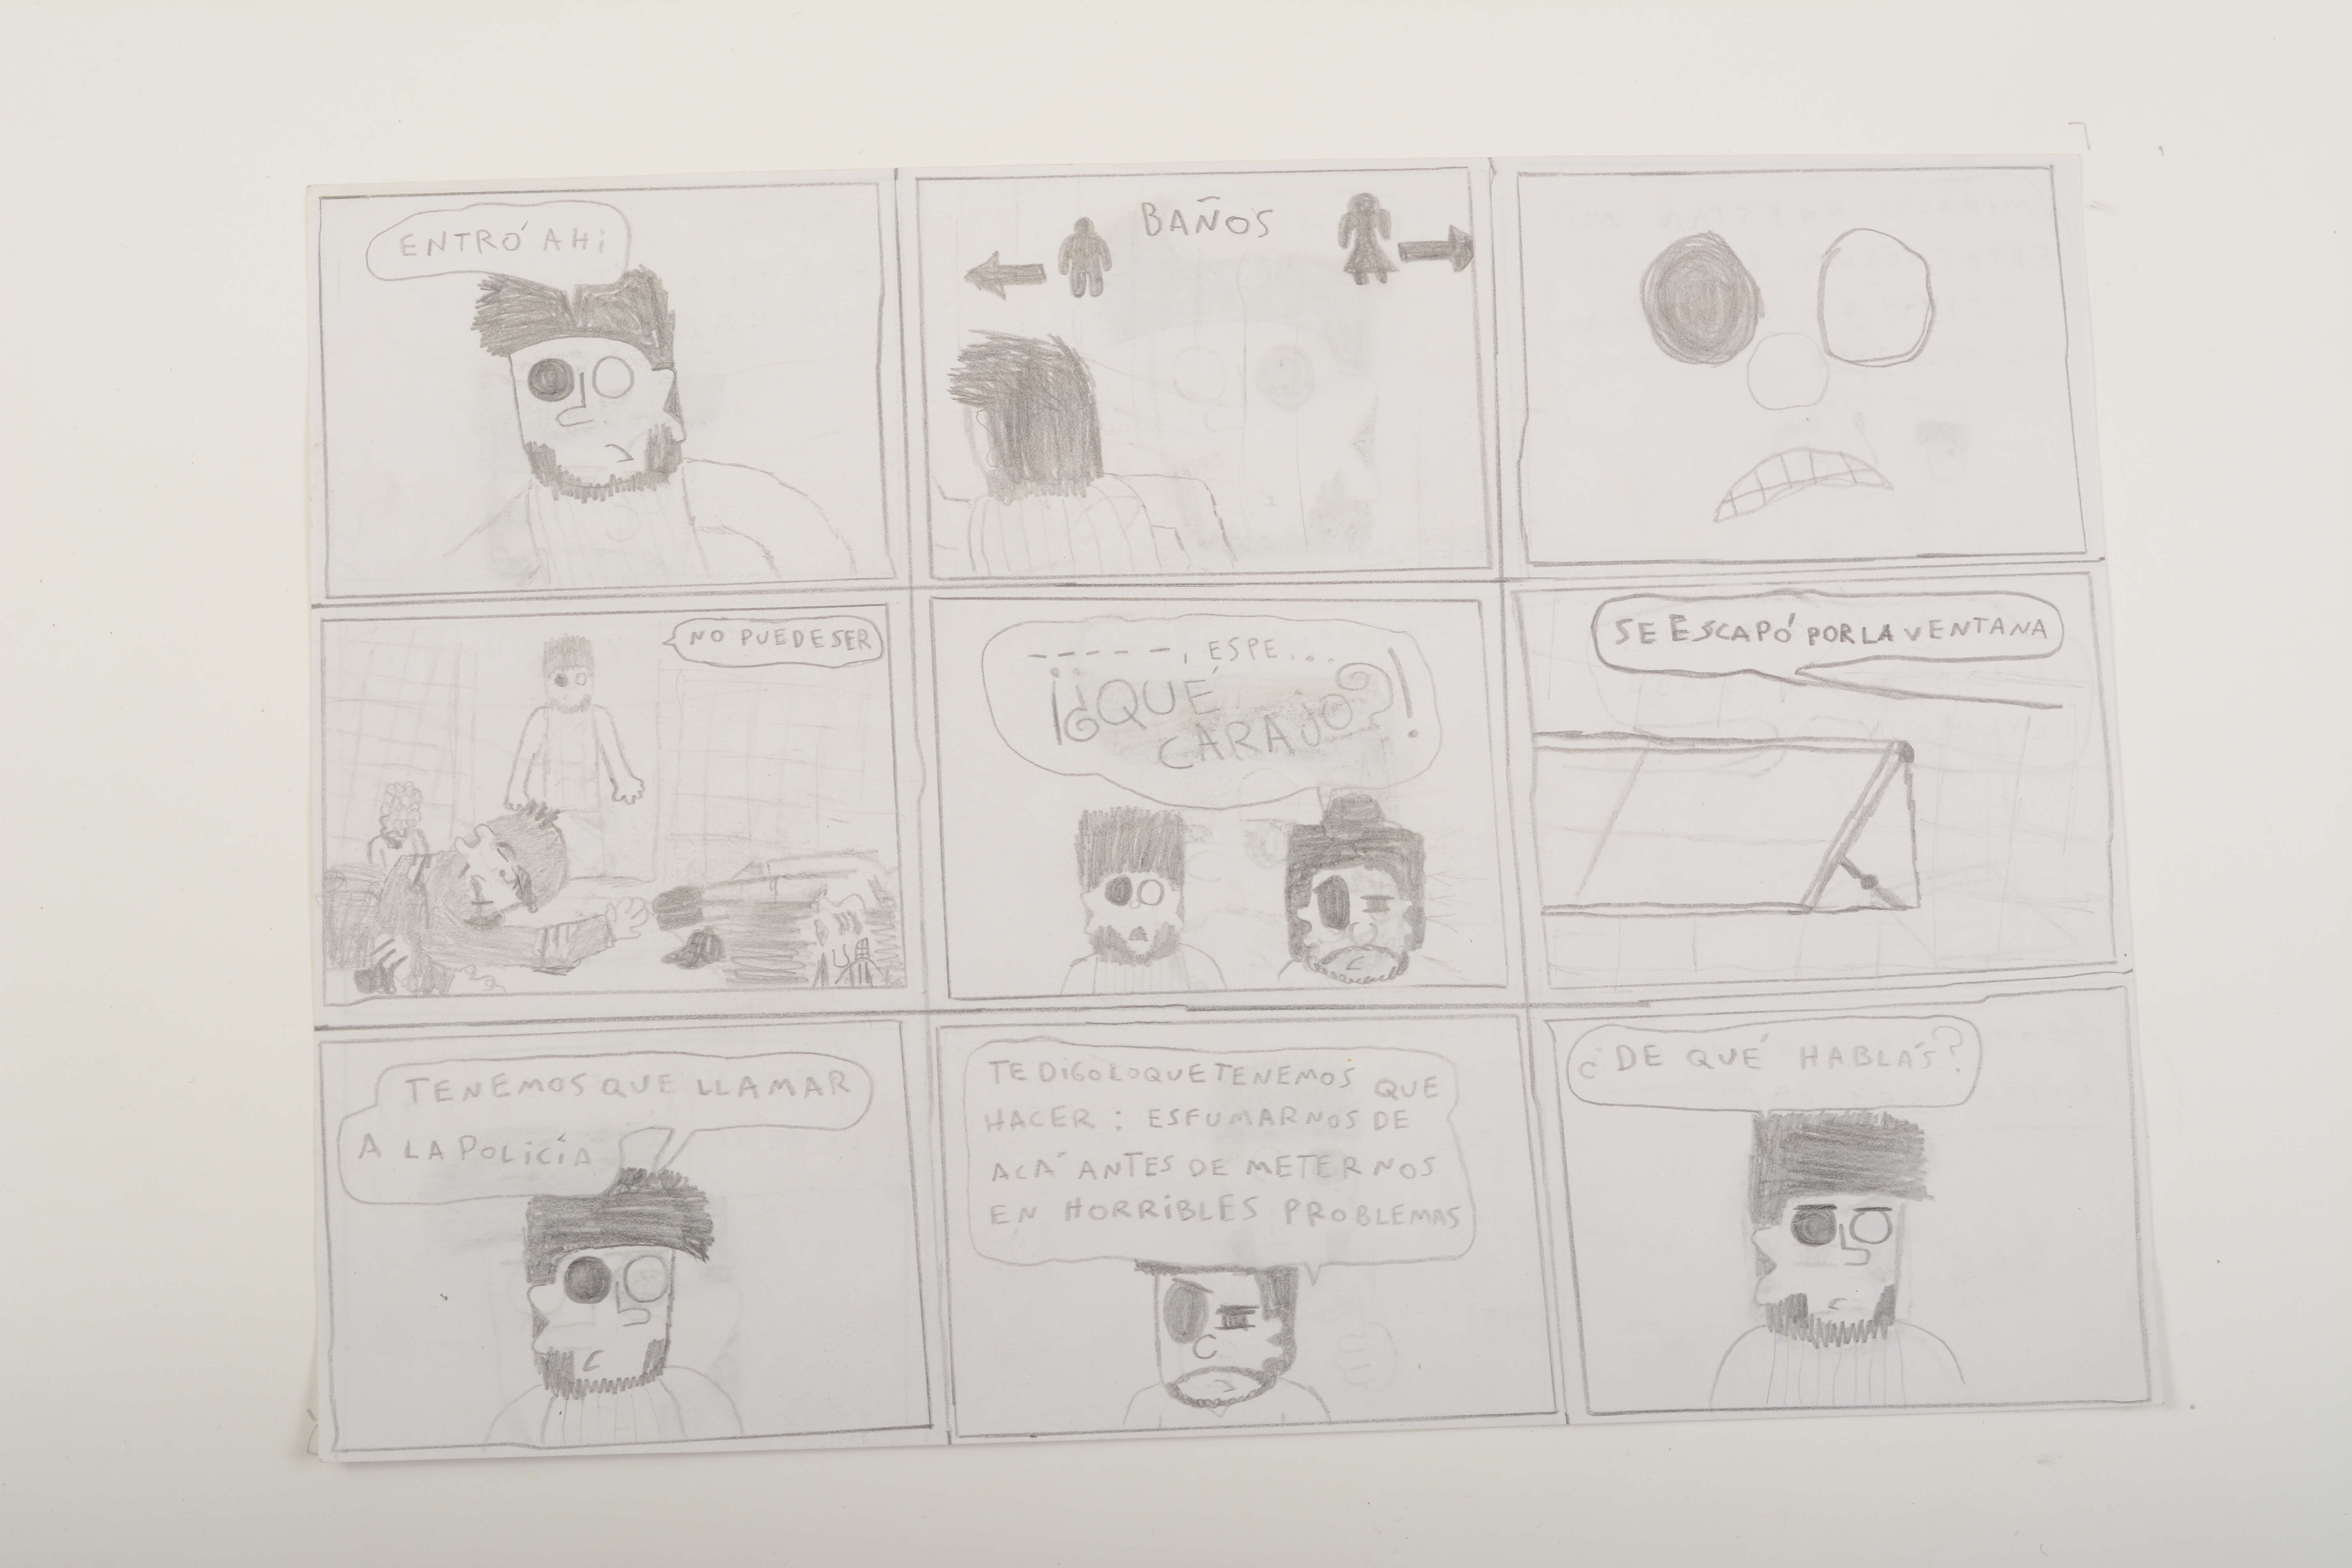 ENTRÓ AHí
BAÑOS
NO PUEDE SER
------, ESPE...
¡¿QUÉ
CARAJO?!
SE ESCAPÓ POR LA VENTANA
TENEMOS QUE LLAMAR
A LA POLICÍA
TE DIGO LO QUE TENEMOS QUE
HACER: ESFUMARNOS DE
ACÁ ANTES DE METERNOS
EN HORRIBLES PROBLEMAS
¿DE QUÉ HABLÁS?